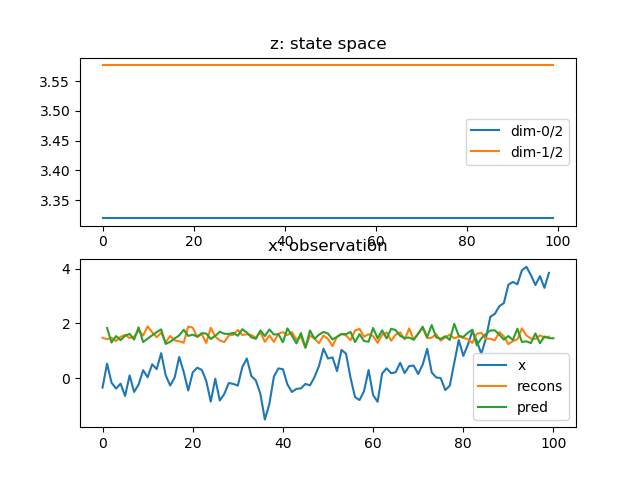 z: state space
3.55
3.50
3.45
3.40
3.35
dim-0/2
dim-1/2
0 20 40 60 80 100
x: observation
4
2
0
x
recons
pred
0 20 40 60 80 100